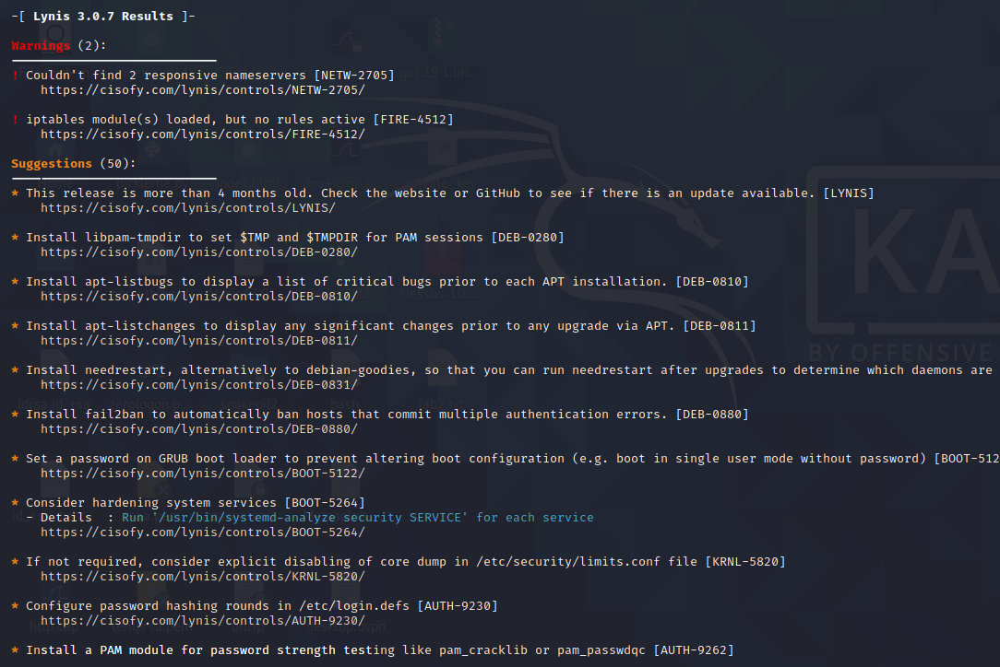 -[ Lynis 3.0.7 Results ]-
Warnings (2):
! Couldn't find 2 responsive nameservers [NETW-2705]
https://cisofy.com/lynis/controls/NETW-2705/
! iptables module(s) loaded, but no rules active [FIRE-4512]
https://cisofy.com/lynis/controls/FIRE-4512/
Suggestions (50):
* This release is more than 4 months old. Check the website or GitHub to see if there is an update available. [LYNIS]
https://cisofy.com/lynis/controls/LYNIS/
* Install libpam-tmpdir to set $TMP and $TMPDIR for PAM sessions [DEB-0280]
https://cisofy.com/lynis/controls/DEB-0280/
* Install apt-listbugs to display a list of critical bugs prior to each APT installation. [DEB-0810]
https://cisofy.com/lynis/controls/DEB-0810/
* Install apt-listchanges to display any significant changes prior to any upgrade via APT. [DEB-0811]
https://cisofy.com/lynis/controls/DEB-0811/
* Install needrestart, alternatively to debian-goodies, so that you can run needrestart after upgrades to determine which daemons are
https://cisofy.com/lynis/controls/DEB-0831/
* Install fail2ban to automatically ban hosts that commit multiple authentication errors. [DEB-0880]
https://cisofy.com/lynis/controls/DEB-0880/
* Set a password on GRUB boot loader to prevent altering boot configuration (e.g. boot in single user mode without password) [BOOT-512
https://cisofy.com/lynis/controls/BOOT-5122/
* Consider hardening system services [BOOT-5264]
- Details  : Run '/usr/bin/systemd-analyze security SERVICE' for each service
https://cisofy.com/lynis/controls/BOOT-5264/
* If not required, consider explicit disabling of core dump in /etc/security/limits.conf file [KRNL-5820]
https://cisofy.com/lynis/controls/KRNL-5820/
* Configure password hashing rounds in /etc/login.defs [AUTH-9230]
https://cisofy.com/lynis/controls/AUTH-9230/
* Install a PAM module for password strength testing like pam_cracklib or pam_passwdqc [AUTH-9262]
KA
BY OFFENSIVE